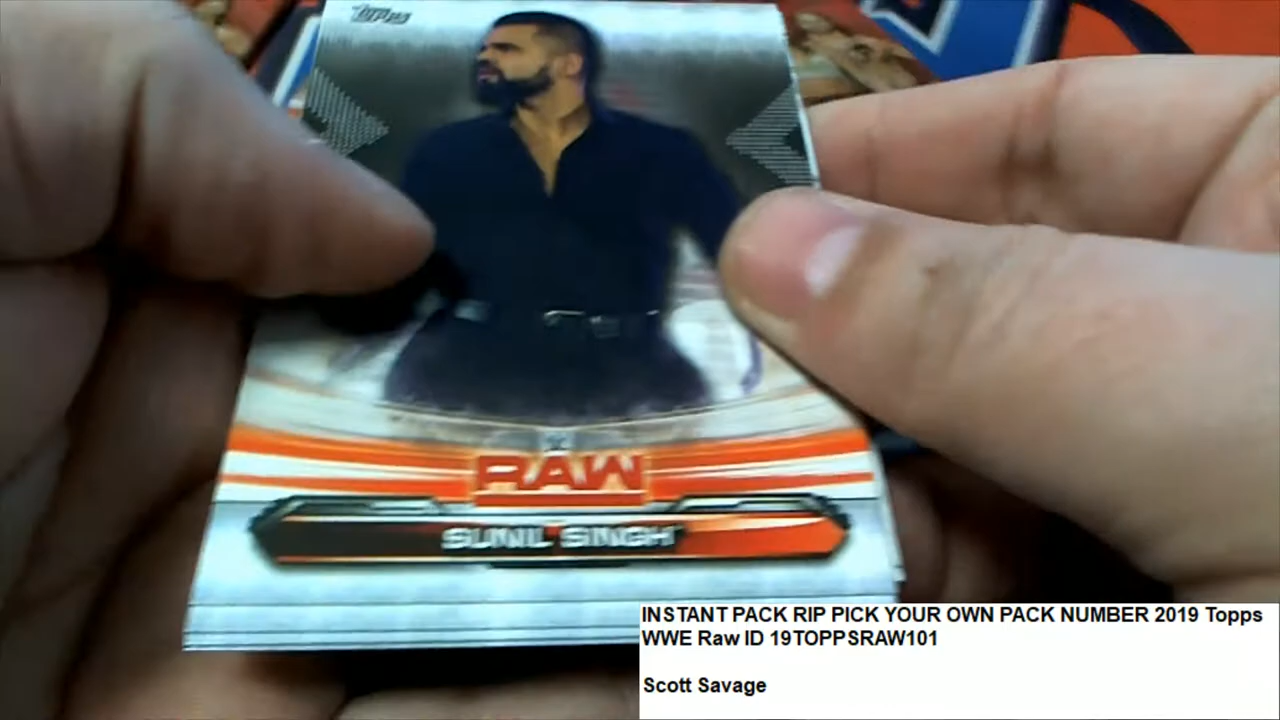 Topps
RAW
SUNIL SINGH
INSTANT PACK RIP PICK YOUR OWN PACK NUMBER 2019 Topps
WWE Raw ID 19TOPPSRAW101
Scott Savage